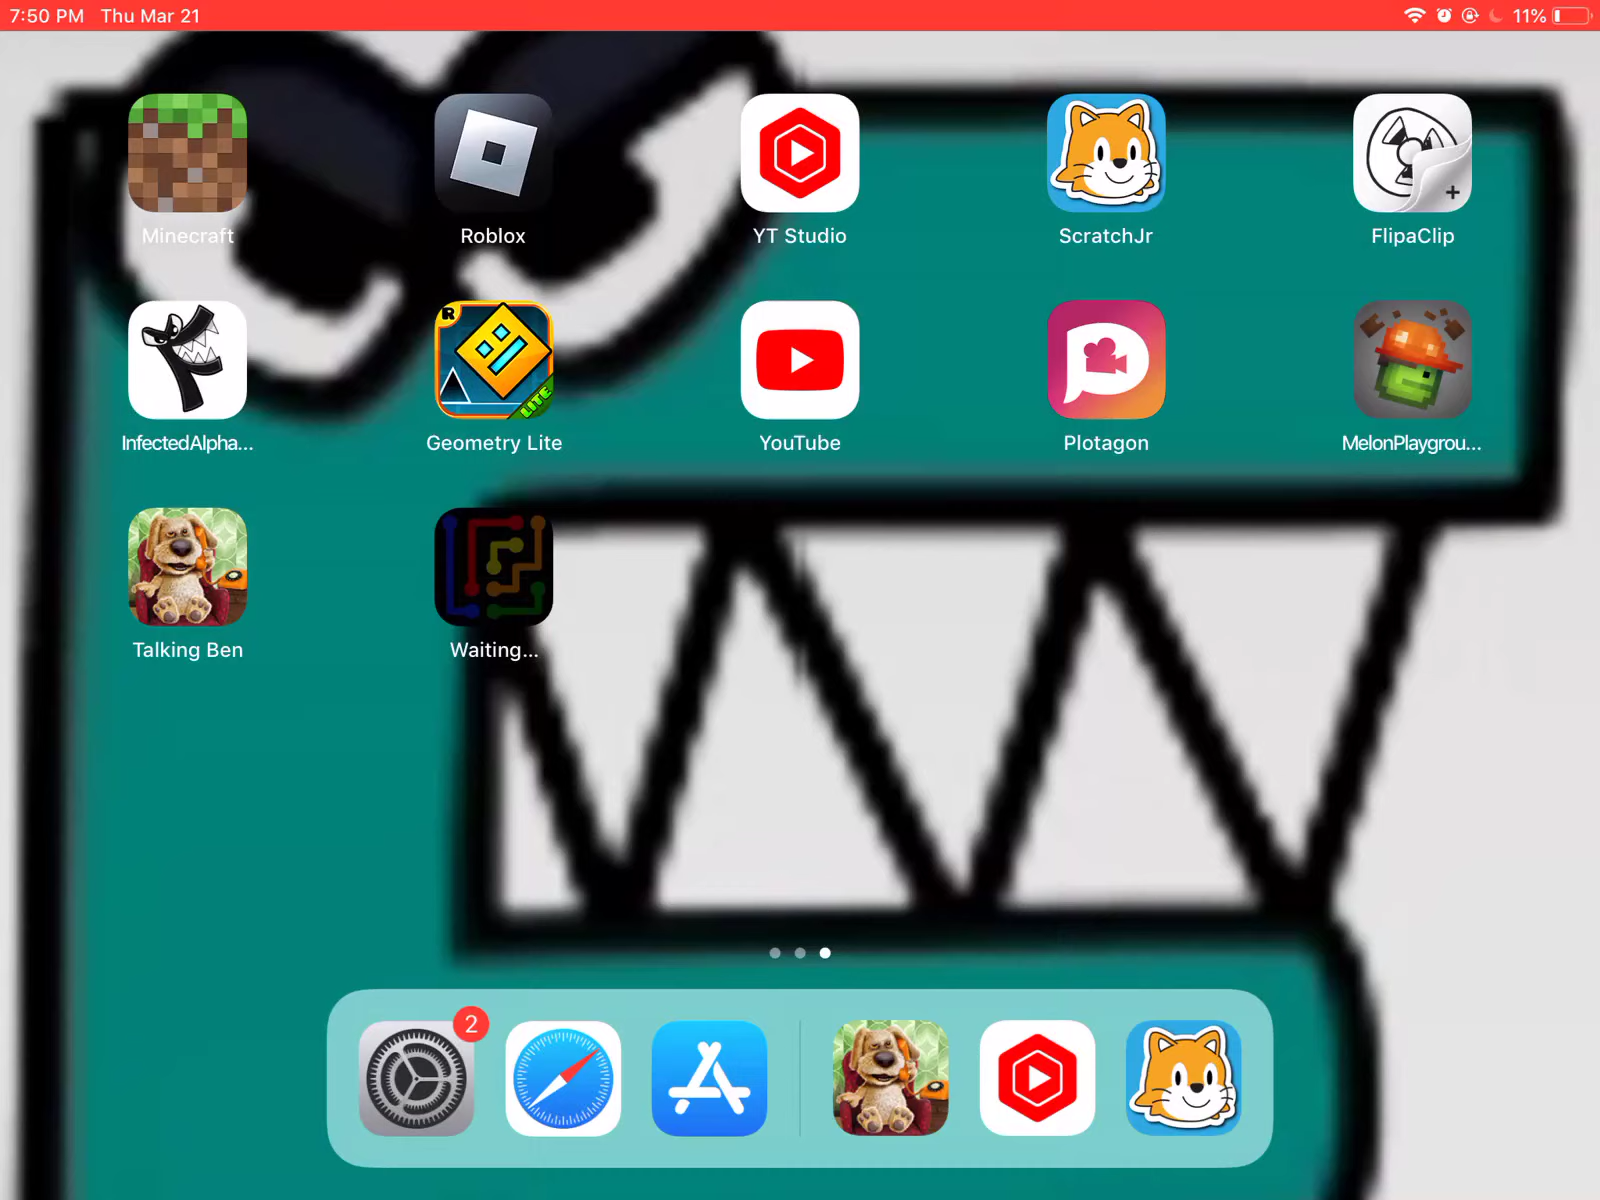 7:50 PM Thu Mar 21
11%
Minecraft
Roblox
YT Studio
ScratchJr
FlipaClip
R
LITE
InfectedAlpha...
Geometry Lite
YouTube
Plotagon
MelonPlaygrou...
Talking Ben
Waiting...
2